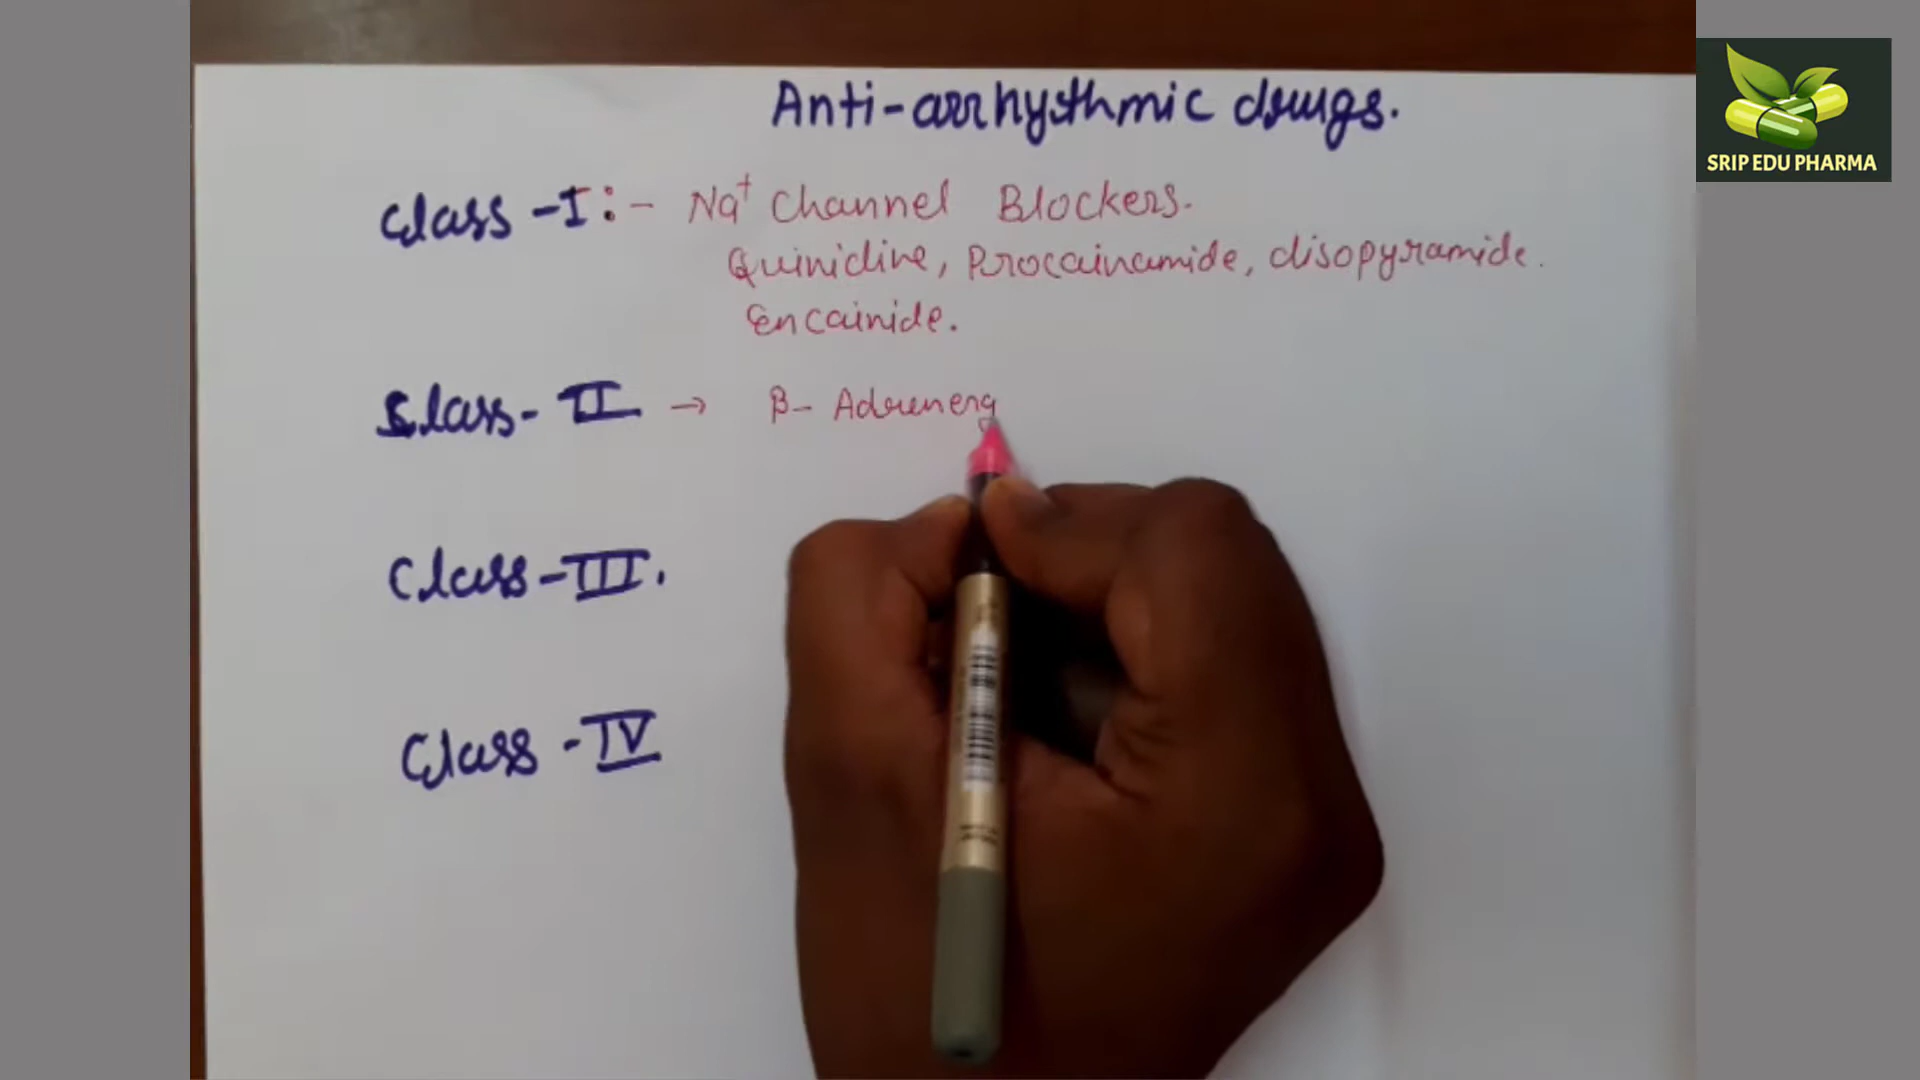 Anti-arrhythmic drugs.
SRIP EDU PHARMA
Class-I:- Na⁺ Channel Blockers.
Quinidine, Procainamide, disopyramide.
Encainide.
Class-II → β- Adrenerg
Class-III.
Class-IV